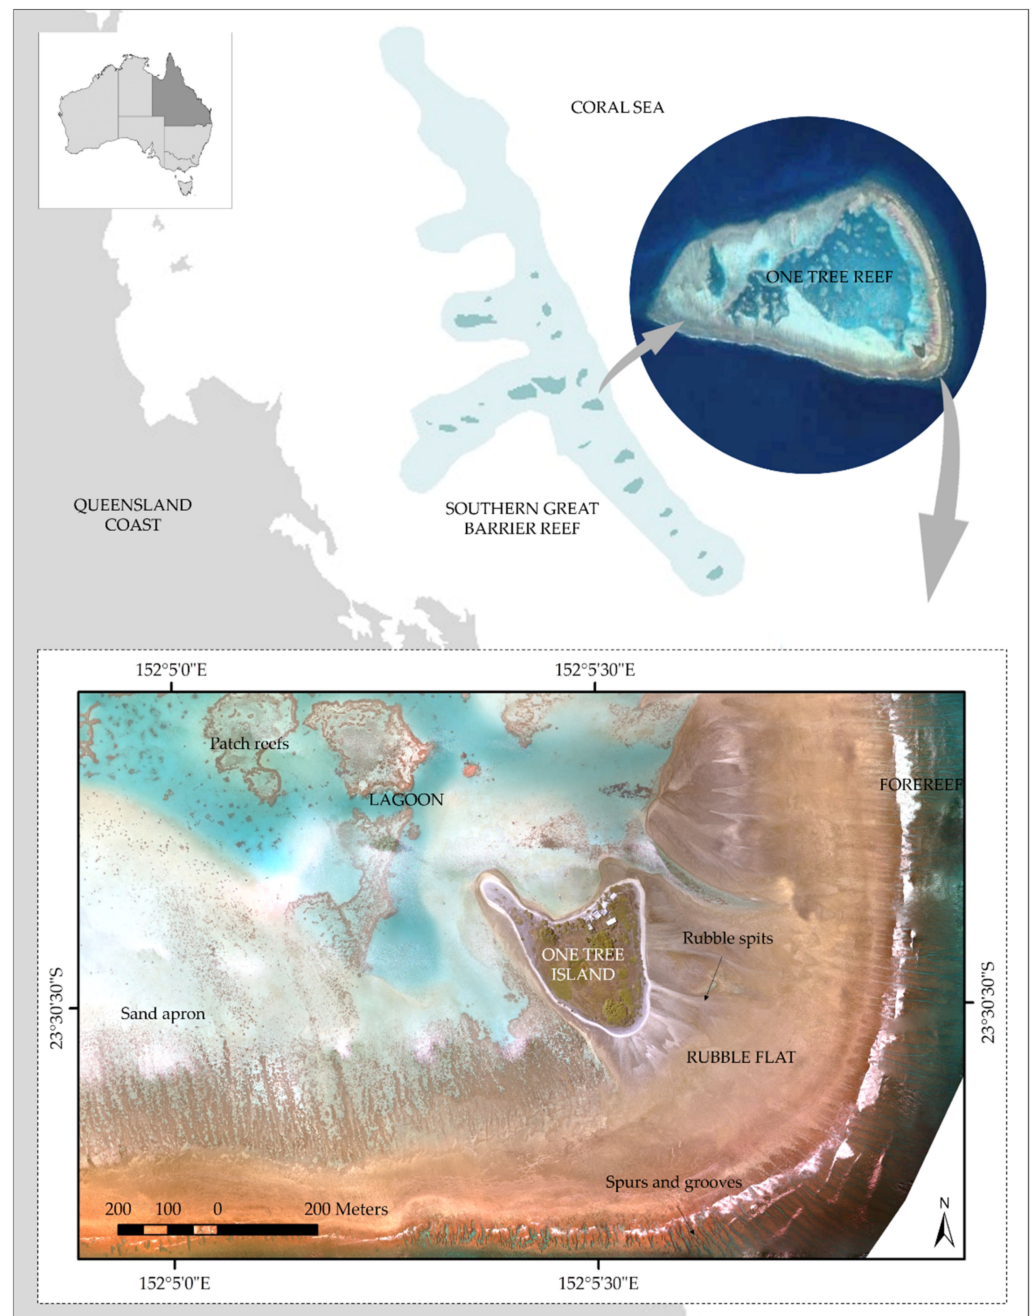 CORAL SEA
ONE TREE REEF
QUEENSLAND
COAST
SOUTHERN GREAT
BARRIER REEF
152°5'0"E
152°5'30"E
Patch reefs
LAGOON
FOREREEF
Rubble spits
ONE TREE
ISLAND
23°30'30"S
23°30'30"S
Sand apron
RUBBLE FLAT
Spurs and grooves
200 100 0 200 Meters
N
152°5'0"E
152°5'30"E